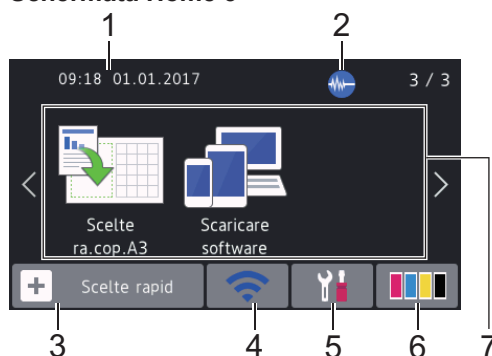 Schermata Home 3
1 2
09:18 01.01.2017 3 / 3
Scelte
ra.cop.A3
Scaricare
software
Scelte rapid
3 4 5 6 7